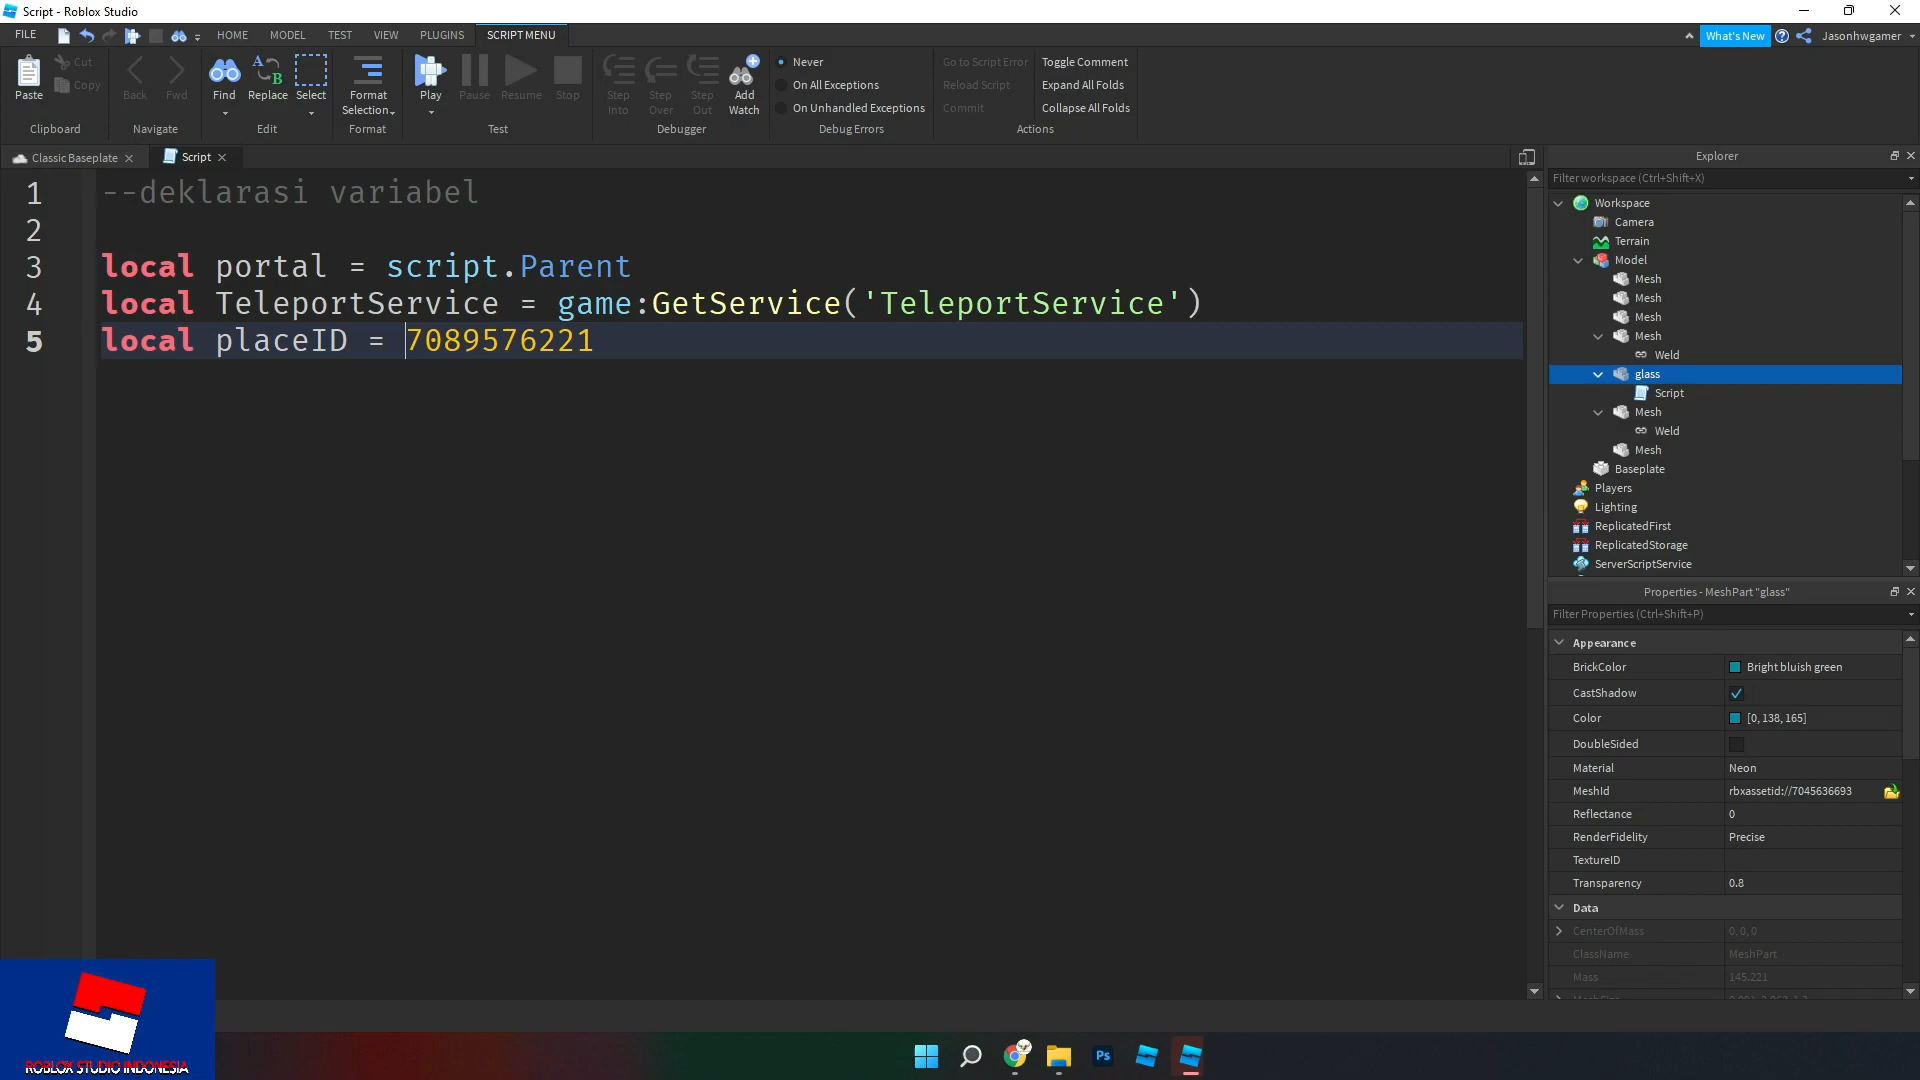 Script - Roblox Studio
FILE
HOME
MODEL
TEST
VIEW
PLUGINS
SCRIPT MENU
What's New
Jasonhwgamer
Paste
Cut
Copy
Clipboard
Back
Fwd
Navigate
Find
Replace
Select
Edit
Format
Selection
Format
Play
Pause
Resume
Stop
Test
Step
Into
Step
Over
Step
Out
Add
Watch
Debugger
Never
On All Exceptions
On Unhandled Exceptions
Debug Errors
Go to Script Error
Reload Script
Commit
Toggle Comment
Expand All Folds
Collapse All Folds
Actions
Classic Baseplate
Script
1 --deklarasi variabel
2
3 local portal = script.Parent
4 local TeleportService = game:GetService('TeleportService')
5 local placeID = 7089576221
Explorer
Filter workspace (Ctrl+Shift+X)
Workspace
Camera
Terrain
Model
Mesh
Mesh
Mesh
Mesh
Weld
glass
Script
Mesh
Weld
Mesh
Baseplate
Players
Lighting
ReplicatedFirst
ReplicatedStorage
ServerScriptService
Properties - MeshPart "glass"
Filter Properties (Ctrl+Shift+P)
Appearance
BrickColor Bright bluish green
CastShadow
Color [0, 138, 165]
DoubleSided
Material Neon
MeshId rbxassetid://7045636693
Reflectance 0
RenderFidelity Precise
TextureID
Transparency 0.8
Data
CenterOfMass 0, 0, 0
ClassName MeshPart
Mass 145.221
ROBLOX STUDIO INDONESIA
Ps